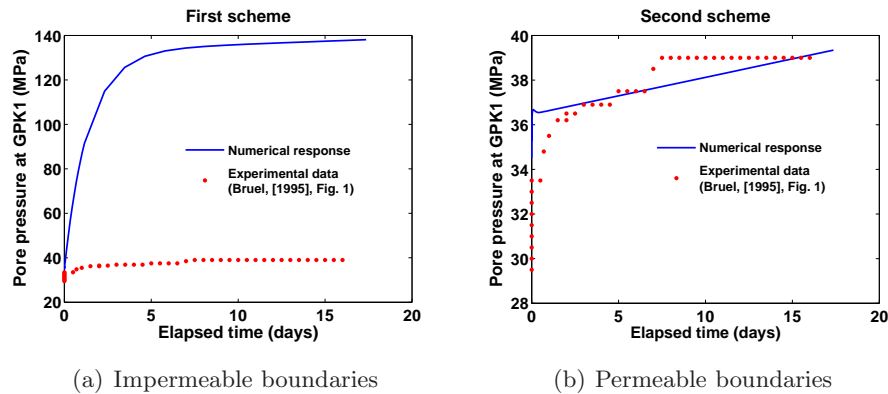 First scheme
140
120
100
80
60
40
20
0
5
10
15
20
Pore pressure at GPK1 (MPa)
Elapsed time (days)
Numerical response
Experimental data
(Bruel, [1995], Fig. 1)
(a) Impermeable boundaries
Second scheme
40
38
36
34
32
30
28
0
5
10
15
20
Pore pressure at GPK1 (MPa)
Elapsed time (days)
Numerical response
Experimental data
(Bruel, [1995], Fig. 1)
(b) Permeable boundaries